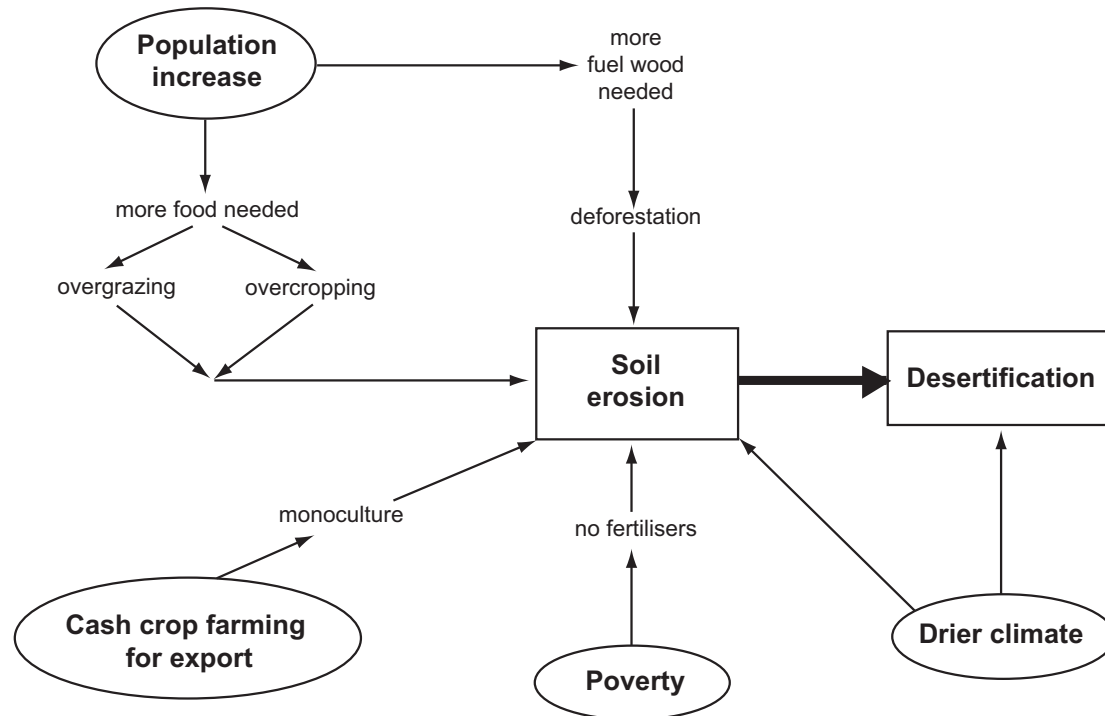 Population
increase
more
fuel wood
needed
more food needed
deforestation
overgrazing
overcropping
Soil
erosion
Desertification
monoculture
no fertilisers
Cash crop farming
for export
Poverty
Drier climate